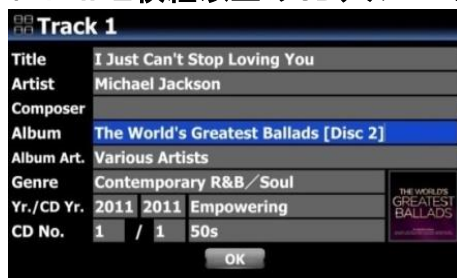 Track 1
Title I Just Can't Stop Loving You
Artist Michael Jackson
Composer
Album The World's Greatest Ballads [Disc 2]
Album Art. Various Artists
Genre Contemporary R&B／Soul
Yr./CD Yr. 2011 2011 Empowering
CD No. 1 / 1 50s
THE WORLD'S
GREATEST
BALLADS
OK